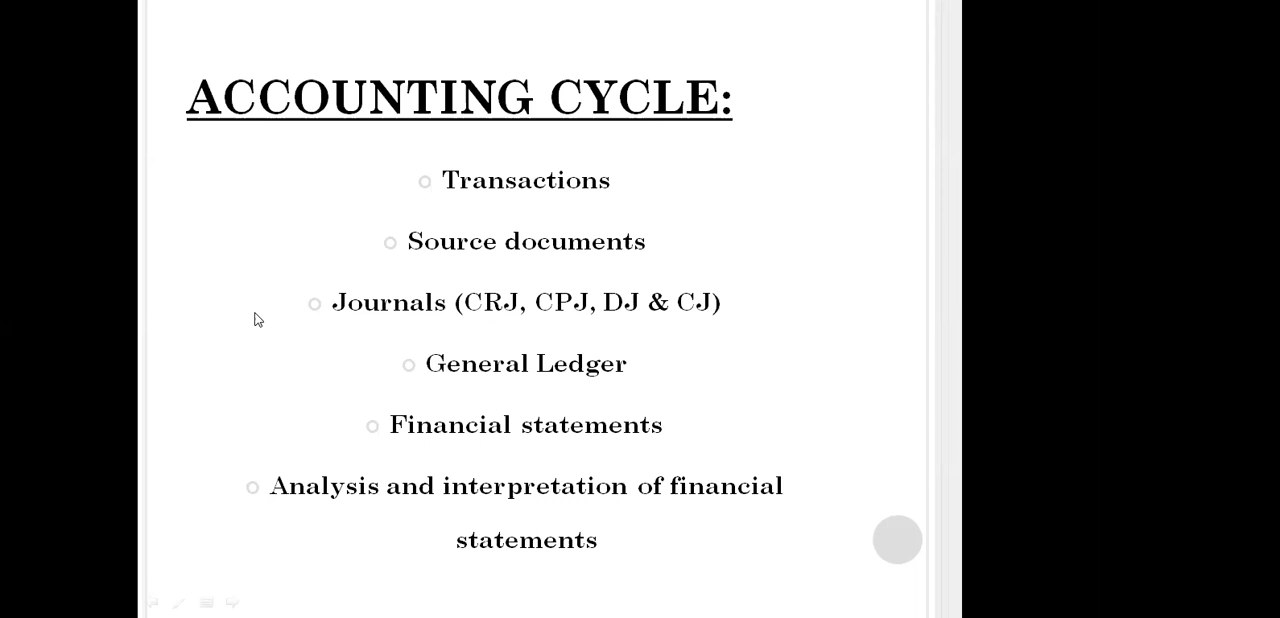 ACCOUNTING CYCLE:
Transactions
Source documents
Journals (CRJ, CPJ, DJ & CJ)
General Ledger
Financial statements
Analysis and interpretation of financial
statements